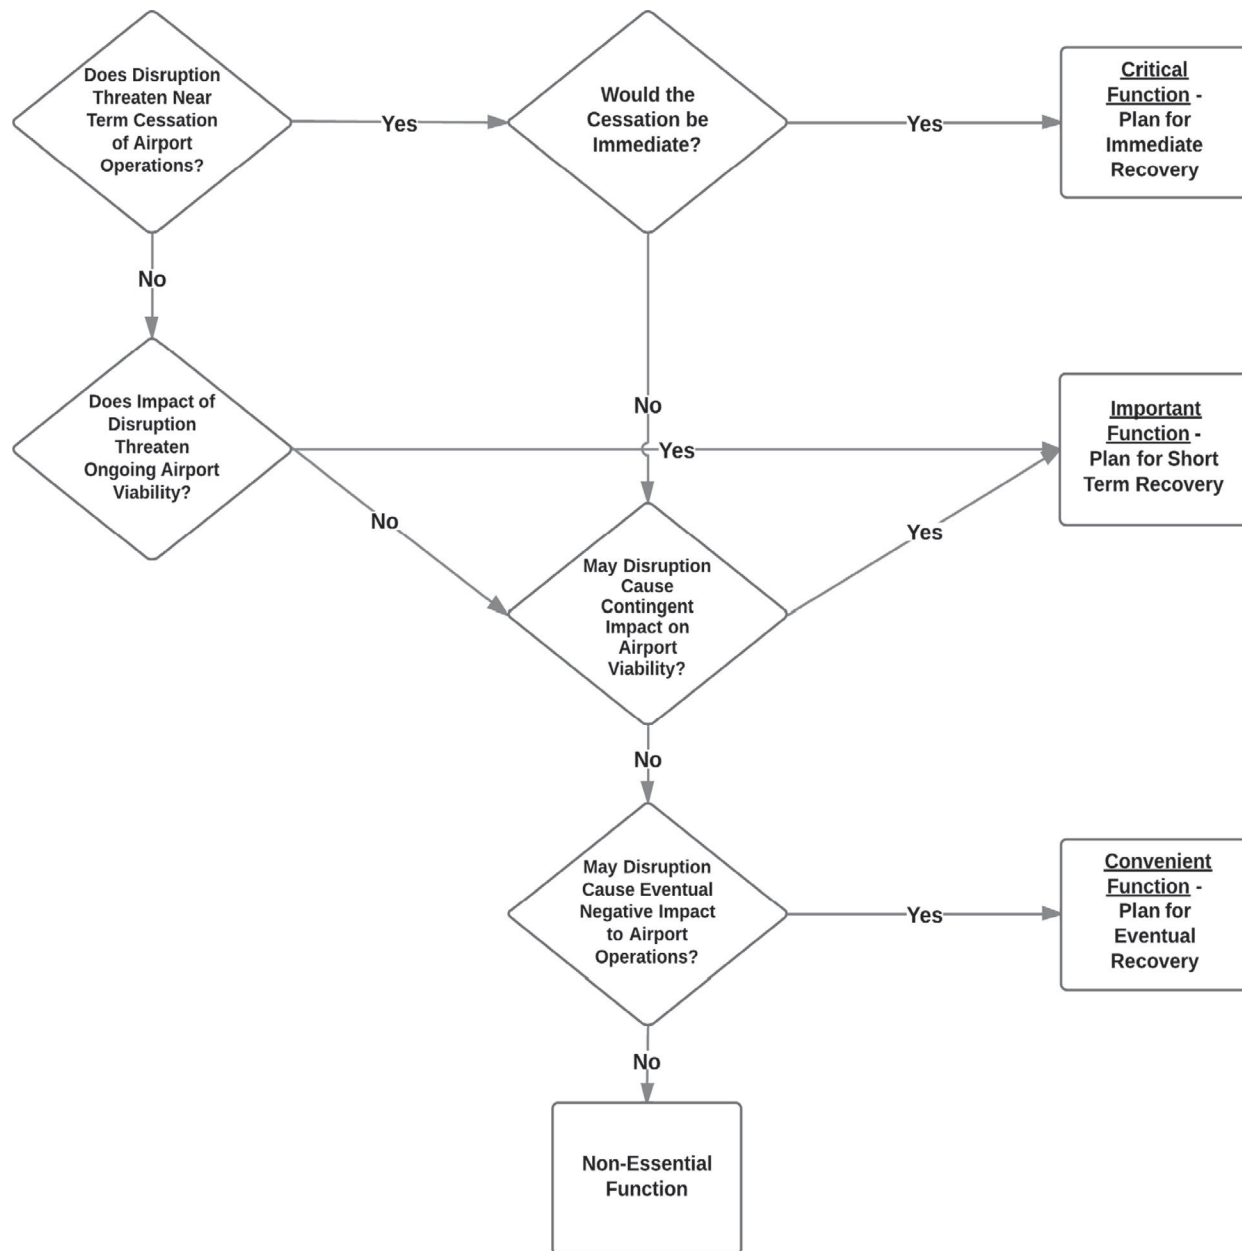 Does Disruption
Threaten Near
Term Cessation
of Airport
Operations?
Yes
Would the
Cessation be
Immediate?
Yes
Critical
Function -
Plan for
Immediate
Recovery
No
Does Impact of
Disruption
Threaten
Ongoing Airport
Viability?
No
Yes
Important
Function -
Plan for Short
Term Recovery
No
Yes
May Disruption
Cause
Contingent
Impact on
Airport
Viability?
No
May Disruption
Cause Eventual
Negative Impact
to Airport
Operations?
Yes
Convenient
Function -
Plan for
Eventual
Recovery
No
Non-Essential
Function